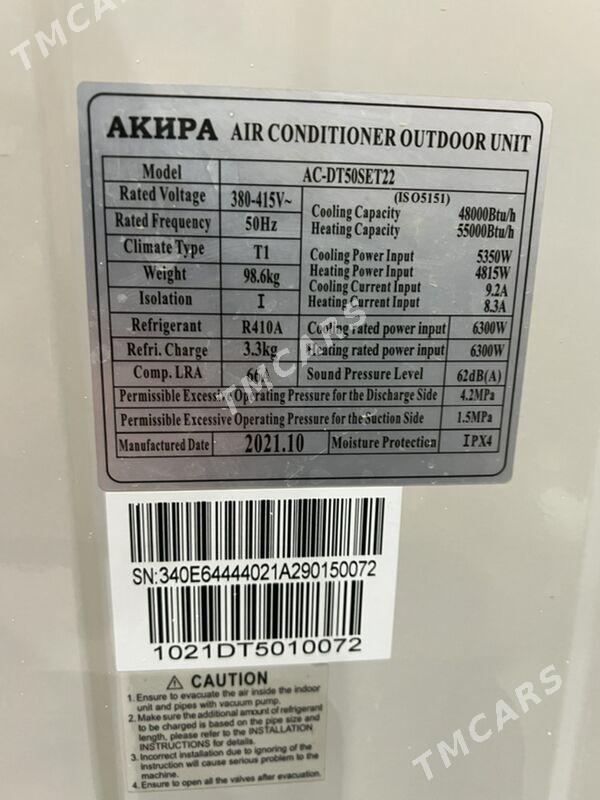 TMCARS
AKHPA AIR CONDITIONER OUTDOOR UNIT
Model AC-DT50SET22
Rated Voltage 380-415V~
Rated Frequency 50Hz
Climate Type T1
Weight 98.6kg
Isolation I
Refrigerant R410A
Refri. Charge 3.3kg
Comp. LRA 66A
(ISO5151)
Cooling Capacity 48000Btu/h
Heating Capacity 55000Btu/h
Cooling Power Input 5350W
Heating Power Input 4815W
Cooling Current Input 9.2A
Heating Current Input 8.3A
Cooling rated power input 6300W
Heating rated power input 6300W
Sound Pressure Level 62dB(A)
Permissible Excessive Operating Pressure for the Discharge Side 4.2MPa
Permissible Excessive Operating Pressure for the Suction Side 1.5MPa
Manufactured Date 2021.10 Moisture Protection IPX4
TMCARS
SN:340E64444021A290150072
1021DT5010072
CAUTION
1. Ensure to evacuate the air inside the indoor
unit and pipes with vacuum pump.
2. Make sure the additional amount of refrigerant
to be charged is based on the pipe size and
length, please refer to the INSTALLATION
INSTRUCTIONS for details.
3. Incorrect installation due to ignoring of the
instruction will cause serious problem to the
machine.
4. Ensure to open all the valves after evacuation.
TMCARS